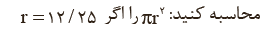 محاسبه کنید: πr² را اگر r = ۱۲/۲۵